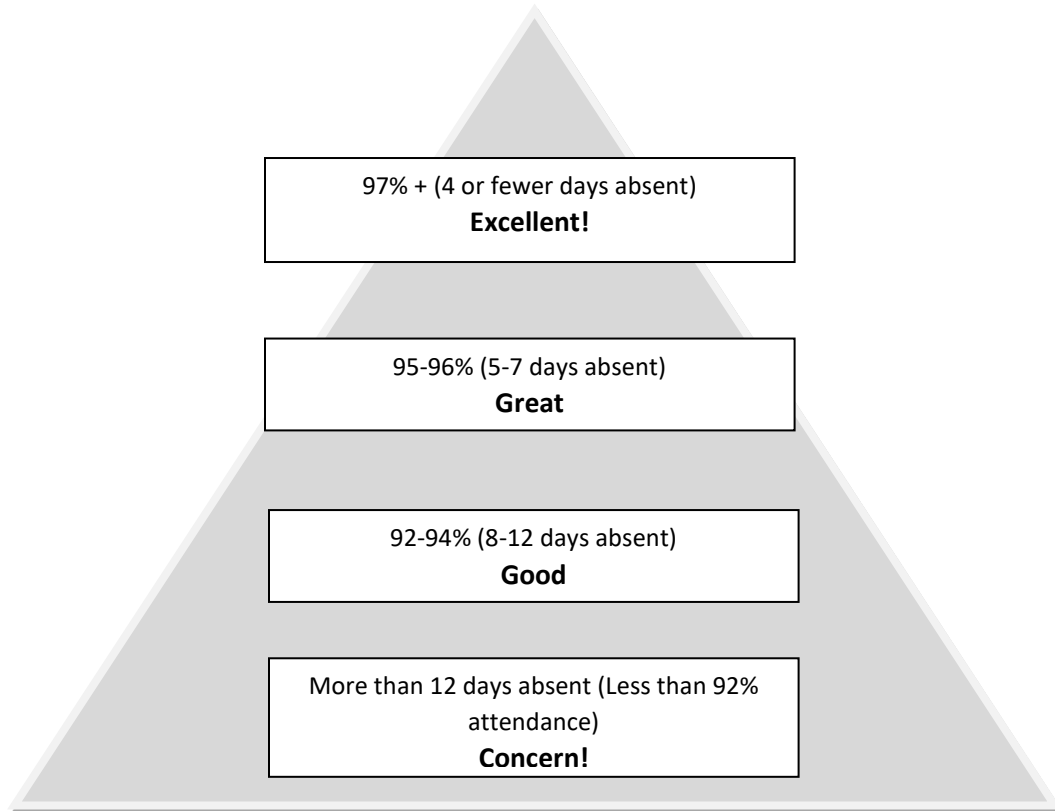 97% + (4 or fewer days absent)
Excellent!
95-96% (5-7 days absent)
Great
92-94% (8-12 days absent)
Good
More than 12 days absent (Less than 92%
attendance)
Concern!